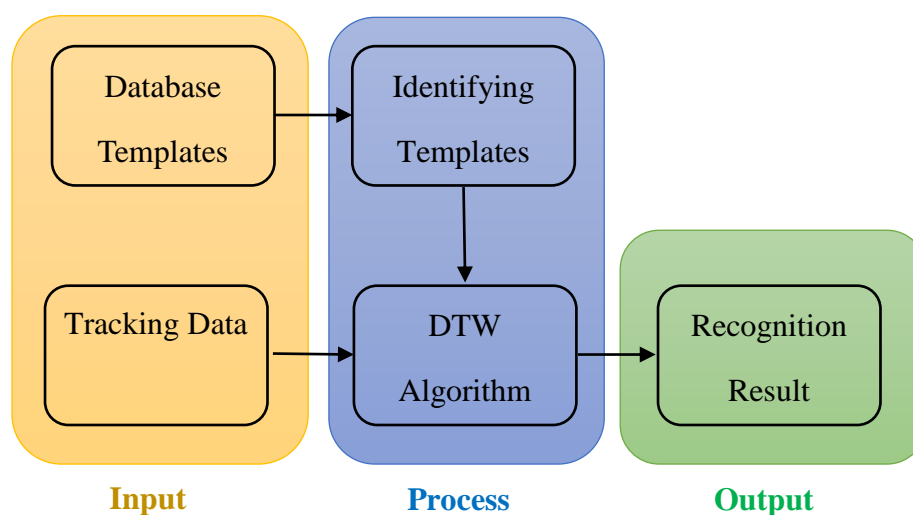 Database
Templates
Identifying
Templates
Tracking Data
DTW
Algorithm
Recognition
Result
Input
Process
Output